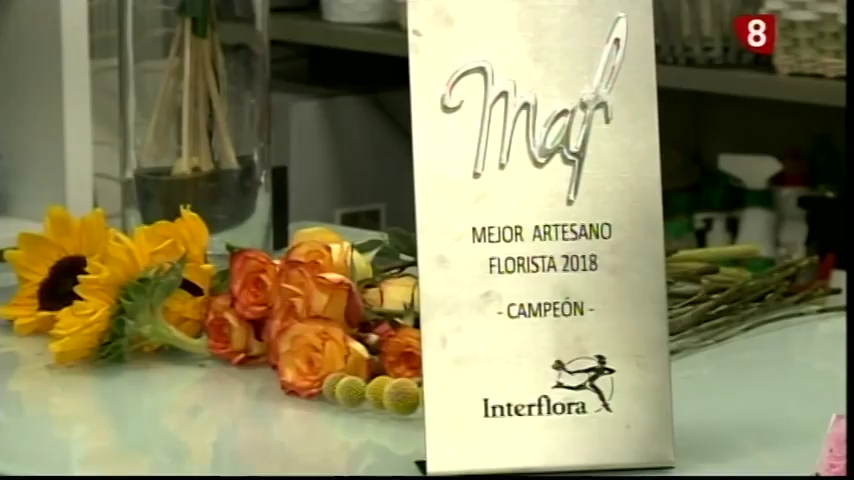 8
Maf
MEJOR ARTESANO
FLORISTA 2018
- CAMPEÓN -
Interflora